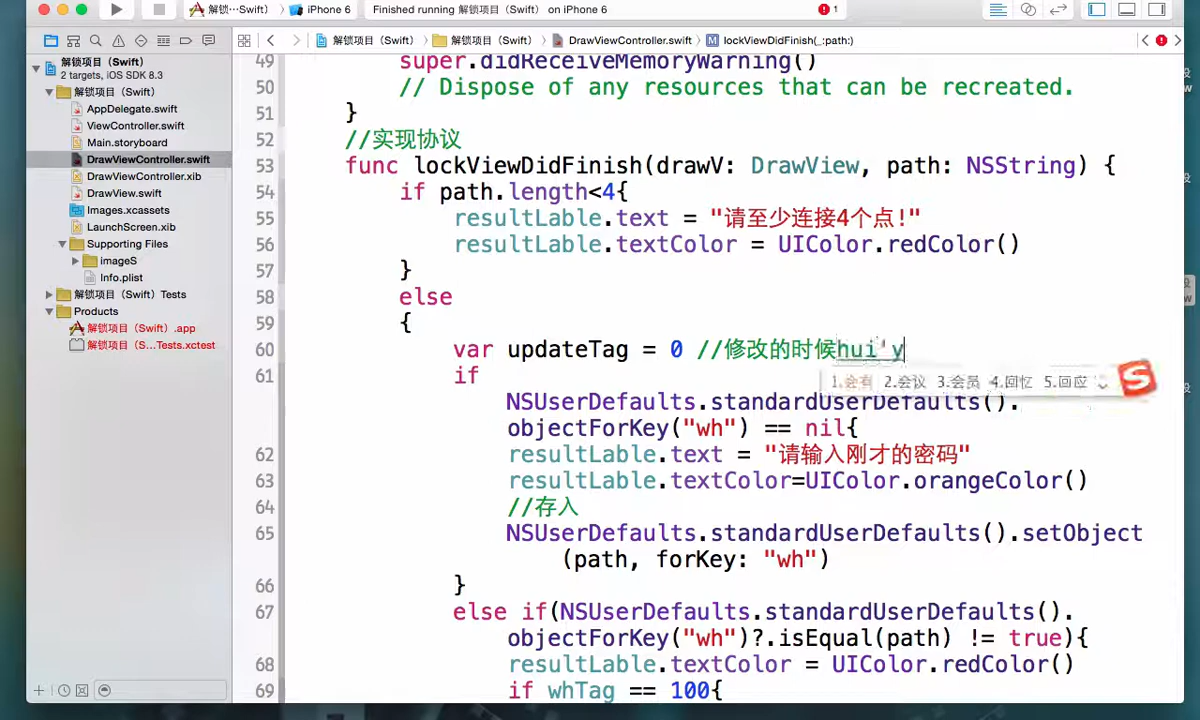 解锁···Swift） iPhone 6 Finished running 解锁项目（Swift） on iPhone 6 1
解锁项目（Swift） 解锁项目（Swift） DrawViewController.swift M lockViewDidFinish(_:path:)
解锁项目 (Swift)
2 targets, iOS SDK 8.3
解锁项目（Swift）
AppDelegate.swift
ViewController.swift
Main.storyboard
DrawViewController.swift
DrawViewController.xib
DrawView.swift
Images.xcassets
LaunchScreen.xib
Supporting Files
imageS
Info.plist
解锁项目（Swift）Tests
Products
解锁项目（Swift）.app
解锁项目（S...Tests.xctest
49 super.didReceiveMemoryWarning()
50 // Dispose of any resources that can be recreated.
51 }
52 //实现协议
53 func lockViewDidFinish(drawV: DrawView, path: NSString) {
54 if path.length<4{
55 resultLable.text = "请至少连接4个点!"
56 resultLable.textColor = UIColor.redColor()
57 }
58 else
59 {
60 var updateTag = 0 //修改的时候hui'y
1.会有 2.会议 3.会员 4.回忆 5.回应
61 if
NSUserDefaults.standardUserDefaults().
objectForKey("wh") == nil{
62 resultLable.text = "请输入刚才的密码"
63 resultLable.textColor=UIColor.orangeColor()
64 //存入
65 NSUserDefaults.standardUserDefaults().setObject
(path, forKey: "wh")
66 }
67 else if(NSUserDefaults.standardUserDefaults().
objectForKey("wh")?.isEqual(path) != true){
68 resultLable.textColor = UIColor.redColor()
69 if whTag == 100{